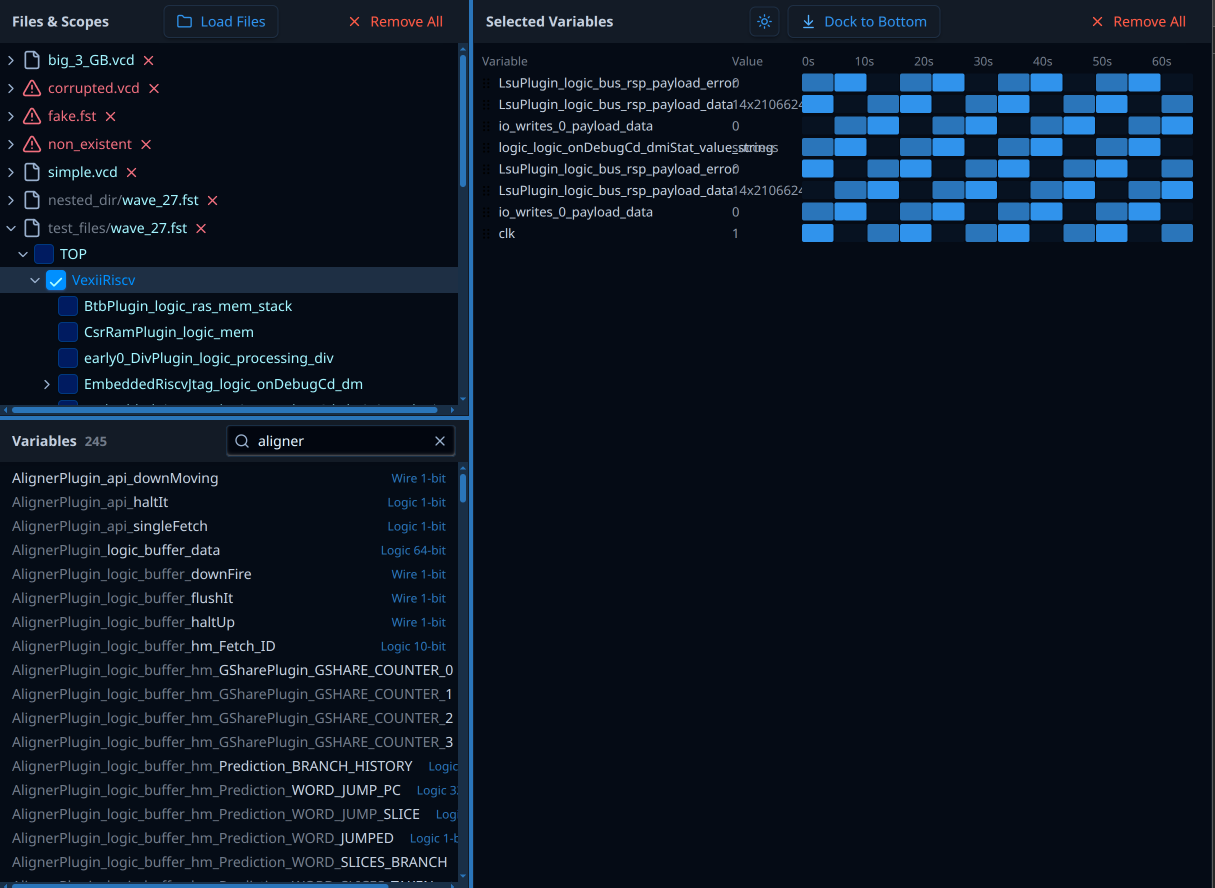 Files & Scopes Load Files Remove All
big_3_GB.vcd
corrupted.vcd
fake.fst
non_existent
simple.vcd
nested_dir/wave_27.fst
test_files/wave_27.fst
TOP
VexiiRiscv
BtbPlugin_logic_ras_mem_stack
CsrRamPlugin_logic_mem
early0_DivPlugin_logic_processing_div
EmbeddedRiscvJtag_logic_onDebugCd_dm
Variables 245 aligner
AlignerPlugin_api_downMoving Wire 1-bit
AlignerPlugin_api_haltIt Logic 1-bit
AlignerPlugin_api_singleFetch Logic 1-bit
AlignerPlugin_logic_buffer_data Logic 64-bit
AlignerPlugin_logic_buffer_downFire Wire 1-bit
AlignerPlugin_logic_buffer_flushIt Wire 1-bit
AlignerPlugin_logic_buffer_haltUp Wire 1-bit
AlignerPlugin_logic_buffer_hm_Fetch_ID Logic 10-bit
AlignerPlugin_logic_buffer_hm_GSharePlugin_GSHARE_COUNTER_0
AlignerPlugin_logic_buffer_hm_GSharePlugin_GSHARE_COUNTER_1
AlignerPlugin_logic_buffer_hm_GSharePlugin_GSHARE_COUNTER_2
AlignerPlugin_logic_buffer_hm_GSharePlugin_GSHARE_COUNTER_3
AlignerPlugin_logic_buffer_hm_Prediction_BRANCH_HISTORY Logic
AlignerPlugin_logic_buffer_hm_Prediction_WORD_JUMP_PC Logic 3
AlignerPlugin_logic_buffer_hm_Prediction_WORD_JUMP_SLICE Log
AlignerPlugin_logic_buffer_hm_Prediction_WORD_JUMPED Logic 1-b
AlignerPlugin_logic_buffer_hm_Prediction_WORD_SLICES_BRANCH
Selected Variables Dock to Bottom Remove All
Variable Value 0s 10s 20s 30s 40s 50s 60s
LsuPlugin_logic_bus_rsp_payload_error 0
LsuPlugin_logic_bus_rsp_payload_data 14x2106624
io_writes_0_payload_data 0
logic_logic_onDebugCd_dmiStat_value_string
LsuPlugin_logic_bus_rsp_payload_error 0
LsuPlugin_logic_bus_rsp_payload_data 14x2106624
io_writes_0_payload_data 0
clk 1